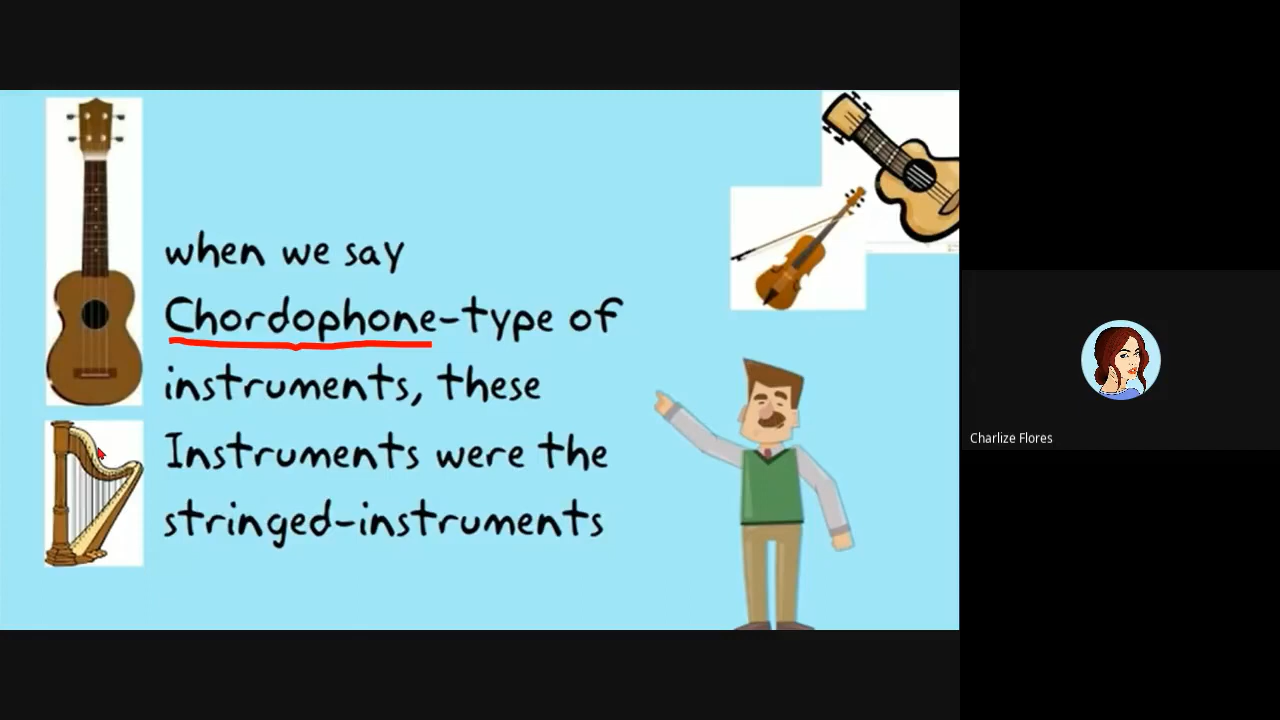 when we say
Chordophone-type of
instruments, these
Instruments were the
stringed-instruments
Charlize Flores